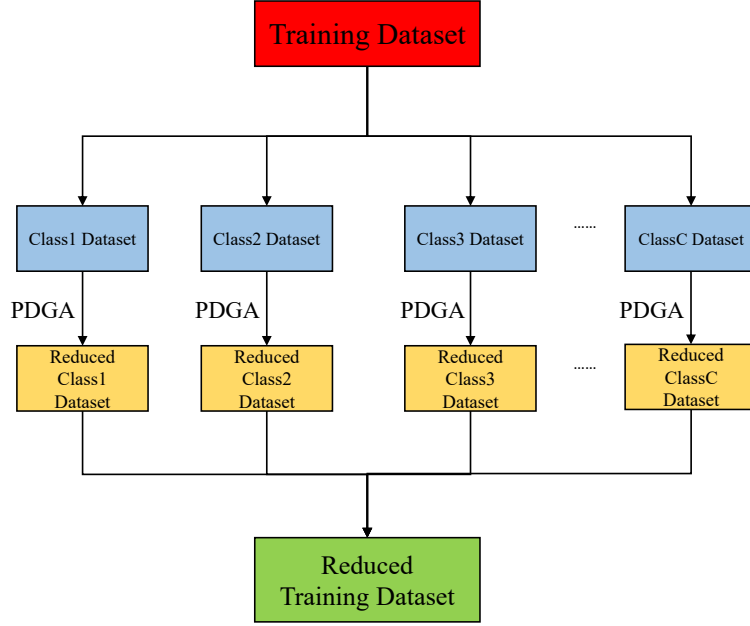 Training Dataset
Class1 Dataset
Class2 Dataset
Class3 Dataset
......
ClassC Dataset
PDGA
PDGA
PDGA
PDGA
Reduced
Class1
Dataset
Reduced
Class2
Dataset
Reduced
Class3
Dataset
......
Reduced
ClassC
Dataset
Reduced
Training Dataset